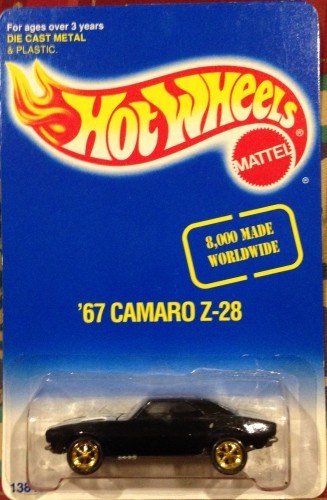 For ages over 3 years
DIE CAST METAL
& PLASTIC.
HOT WHEELS
®
MATTEL
®
8,000 MADE
WORLDWIDE
'67 CAMARO Z-28